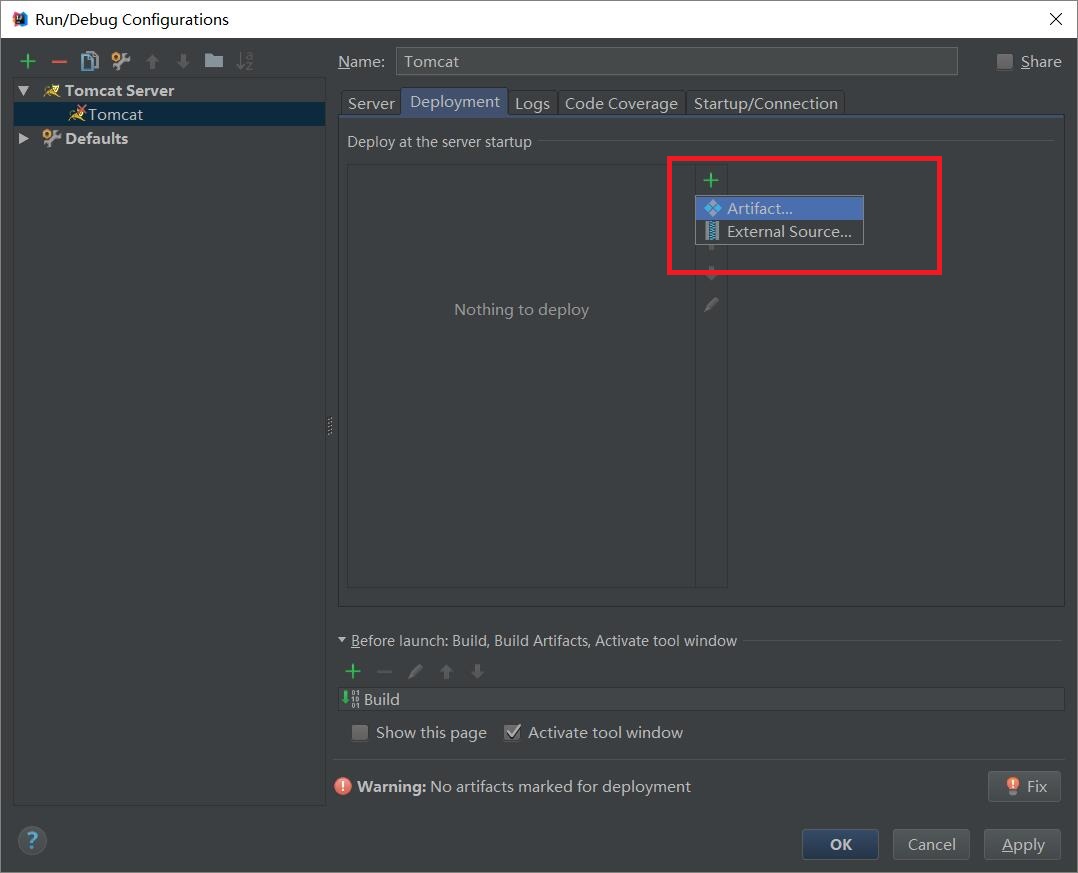 Run/Debug Configurations
Name: Tomcat
Share
Tomcat Server
Tomcat
Defaults
Server Deployment Logs Code Coverage Startup/Connection
Deploy at the server startup
Artifact...
External Source...
Nothing to deploy
Before launch: Build, Build Artifacts, Activate tool window
Build
Show this page Activate tool window
Warning: No artifacts marked for deployment
Fix
?
OK Cancel Apply